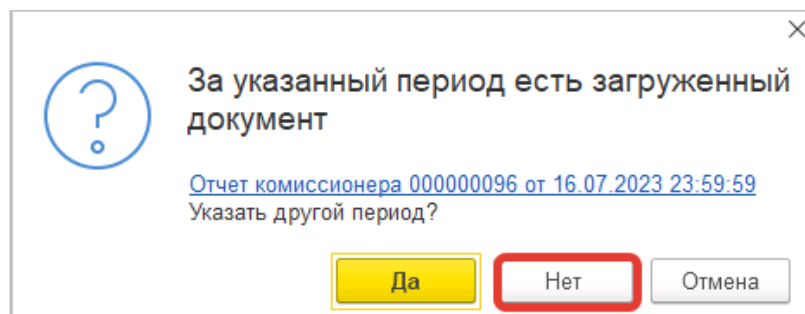 За указанный период есть загруженный
документ
Отчет комиссионера 000000096 от 16.07.2023 23:59:59
Указать другой период?
Да Нет Отмена